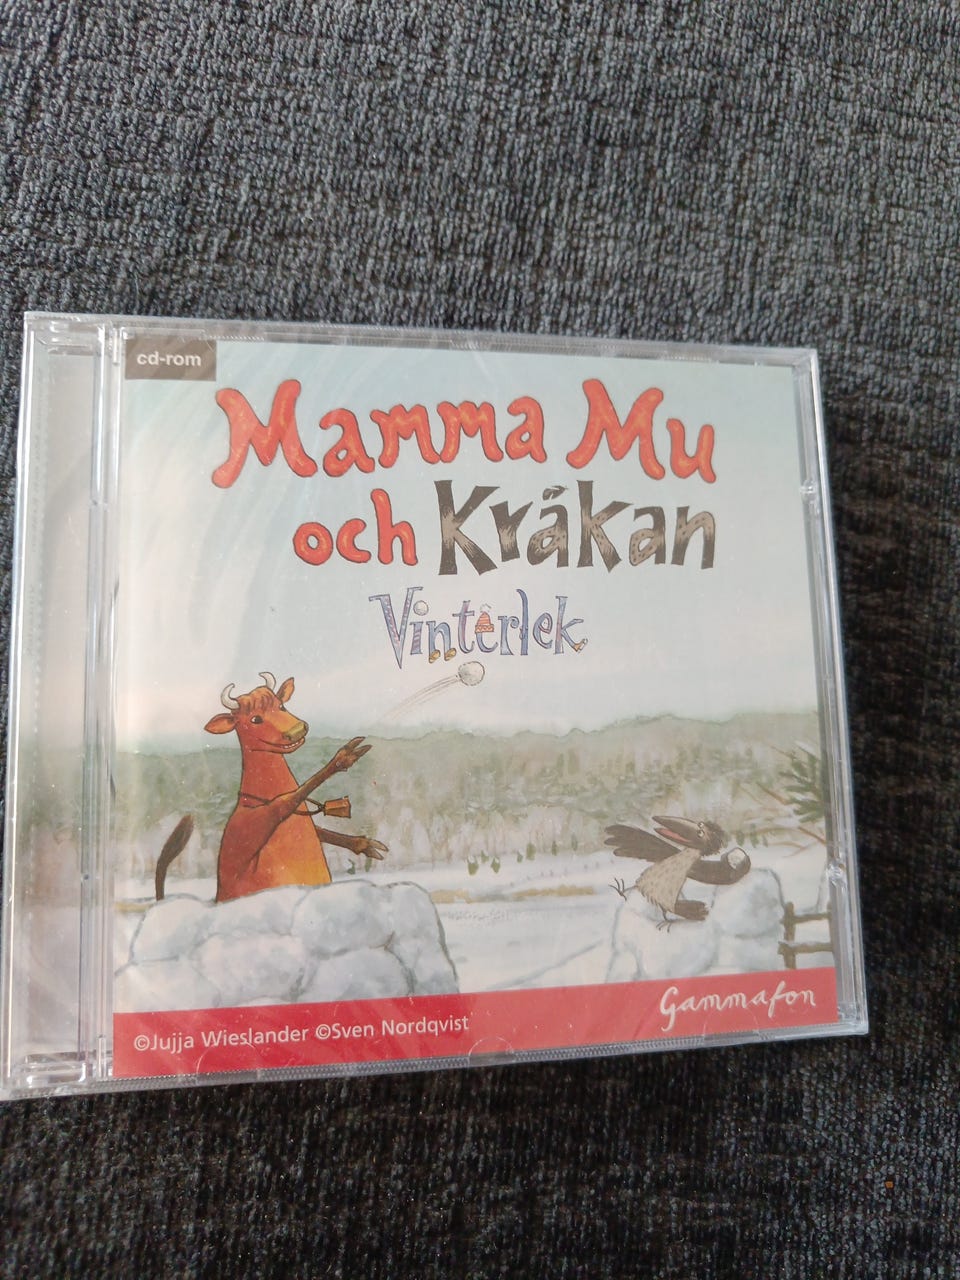 cd-rom
Mamma Mu
och Kråkan
Vinterlek
Gammafon
©Jujja Wieslander ©Sven Nordqvist